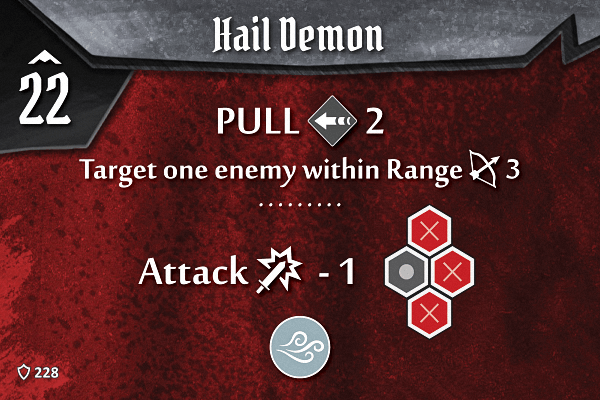 Hail Demon
22
PULL 2
Target one enemy within Range 3
.........
Attack - 1
228